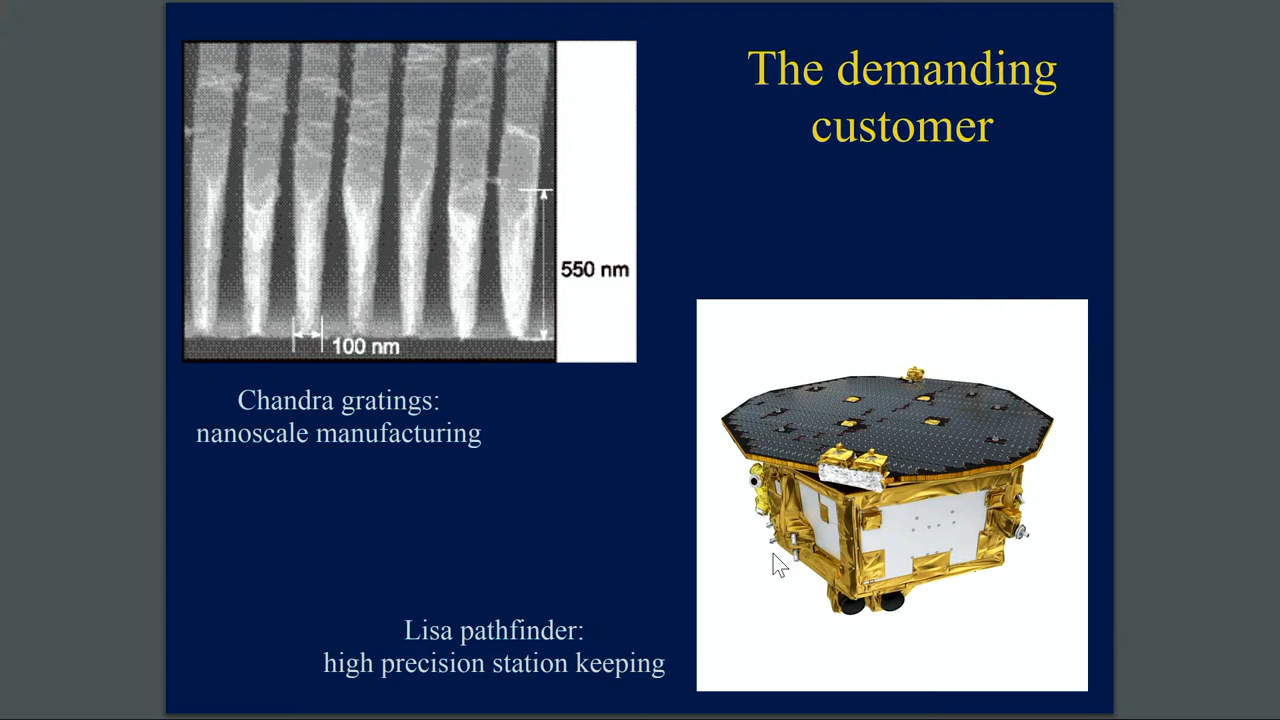 The demanding
customer
550 nm
100 nm
Chandra gratings:
nanoscale manufacturing
Lisa pathfinder:
high precision station keeping